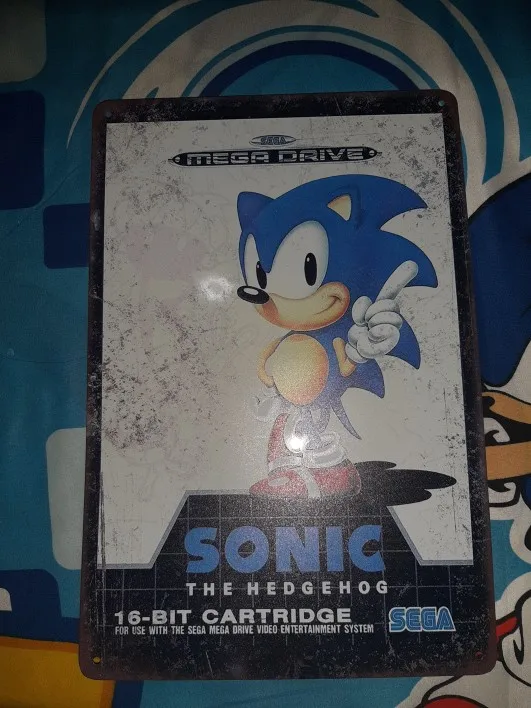 SEGA
MEGA DRIVE
SONIC
THE HEDGEHOG
16-BIT CARTRIDGE
FOR USE WITH THE SEGA MEGA DRIVE VIDEO ENTERTAINMENT SYSTEM
SEGA